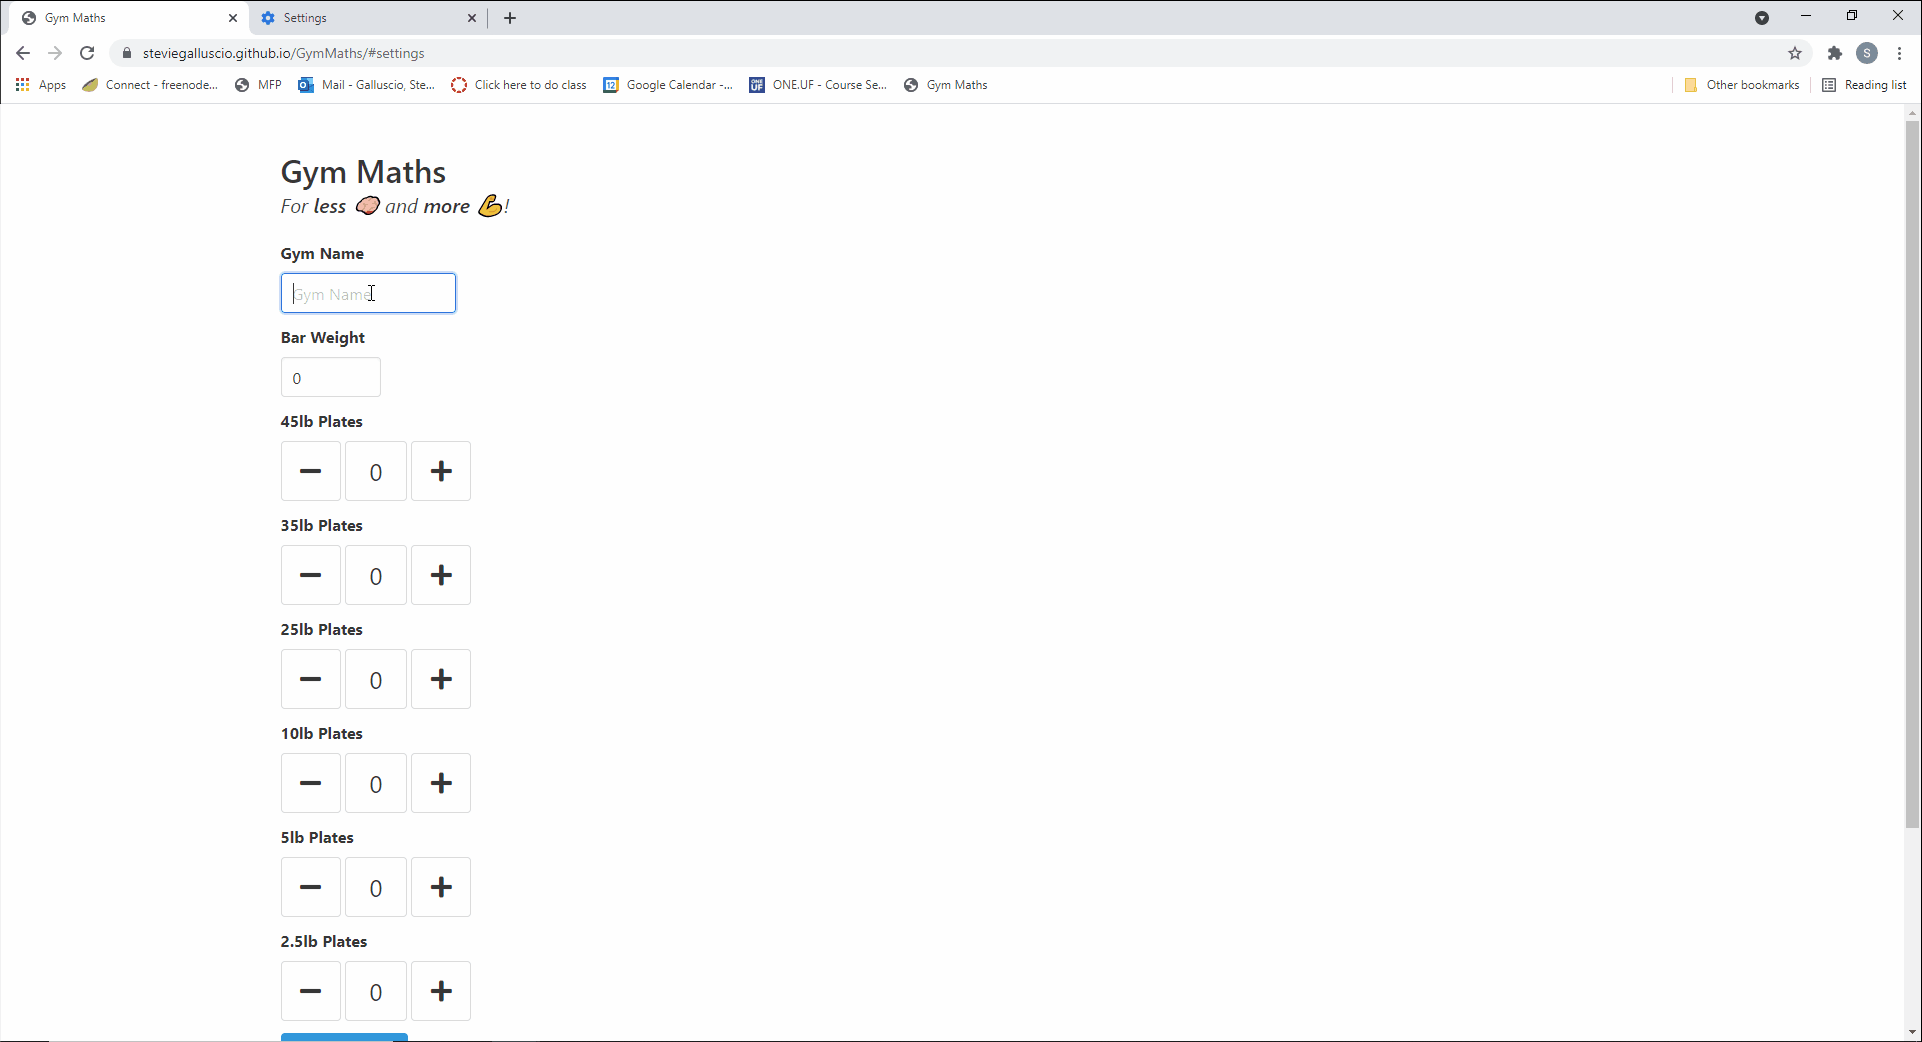 Gym Maths
Settings
steviegalluscio.github.io/GymMaths/#settings
S
Apps
Connect - freenode...
MFP
Mail - Galluscio, Ste...
Click here to do class
12
Google Calendar -...
ONE UF
ONE.UF - Course Se...
Gym Maths
Other bookmarks
Reading list
Gym Maths
For less 🧠 and more 💪!
Gym Name
Gym Name
Bar Weight
0
45lb Plates
− 0 +
35lb Plates
− 0 +
25lb Plates
− 0 +
10lb Plates
− 0 +
5lb Plates
− 0 +
2.5lb Plates
− 0 +